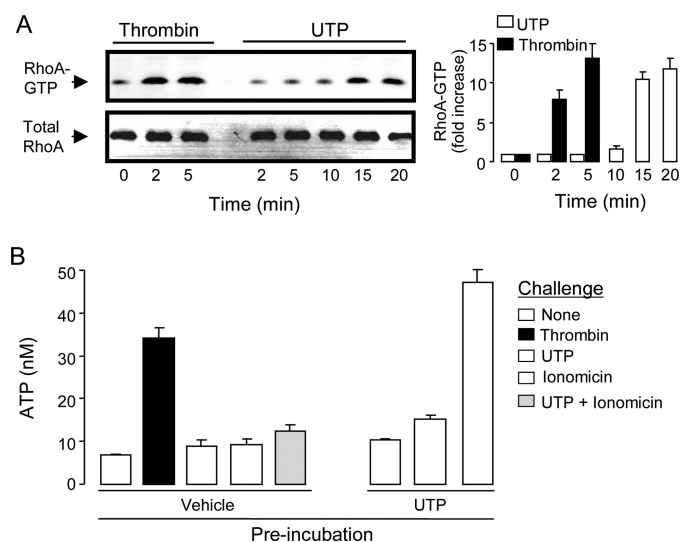 A
Thrombin UTP
RhoA-
GTP
Total
RhoA
0 2 5 2 5 10 15 20
Time (min)
UTP
Thrombin
RhoA-GTP
(fold increase)
15
10
5
0
0 2 5 10 15 20
Time (min)
B
ATP (nM)
50
40
30
20
10
0
Vehicle UTP
Pre-incubation
Challenge
None
Thrombin
UTP
Ionomicin
UTP + Ionomicin